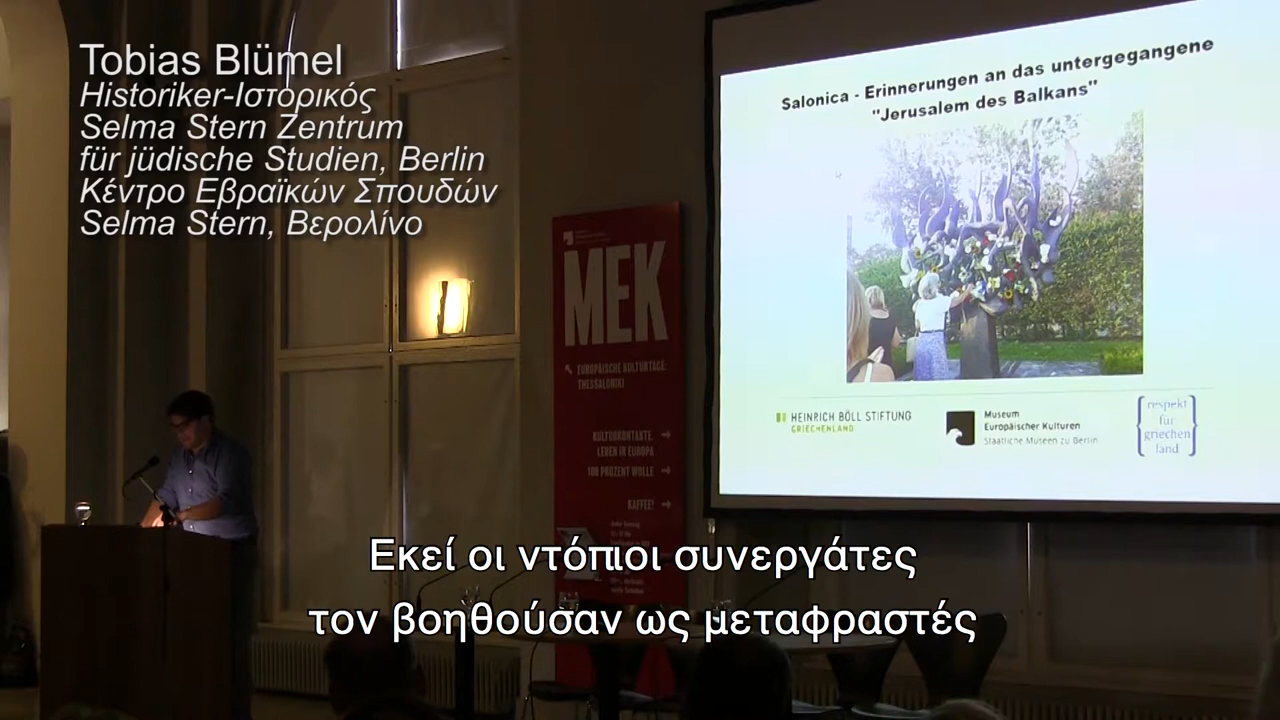 Tobias Blümel
Historiker-Ιστορικός
Selma Stern Zentrum
für jüdische Studien, Berlin
Κέντρο Εβραϊκών Σπουδών
Selma Stern, Βερολίνο
Salonica - Erinnerungen an das untergegangene
"Jerusalem des Balkans"
HEINRICH BÖLL STIFTUNG
GRIECHENLAND
Museum
Europäischer Kulturen
Staatliche Museen zu Berlin
respekt
für
griechen
land
MEK
EUROPÄISCHE KULTURTAGE:
THESSALONIKI
KULTURKONTAKTE.
LEBEN IN EUROPA
100 PROZENT WOLLE
KAFFEE!
Εκεί οι ντόπιοι συνεργάτες
τον βοηθούσαν ως μεταφραστές